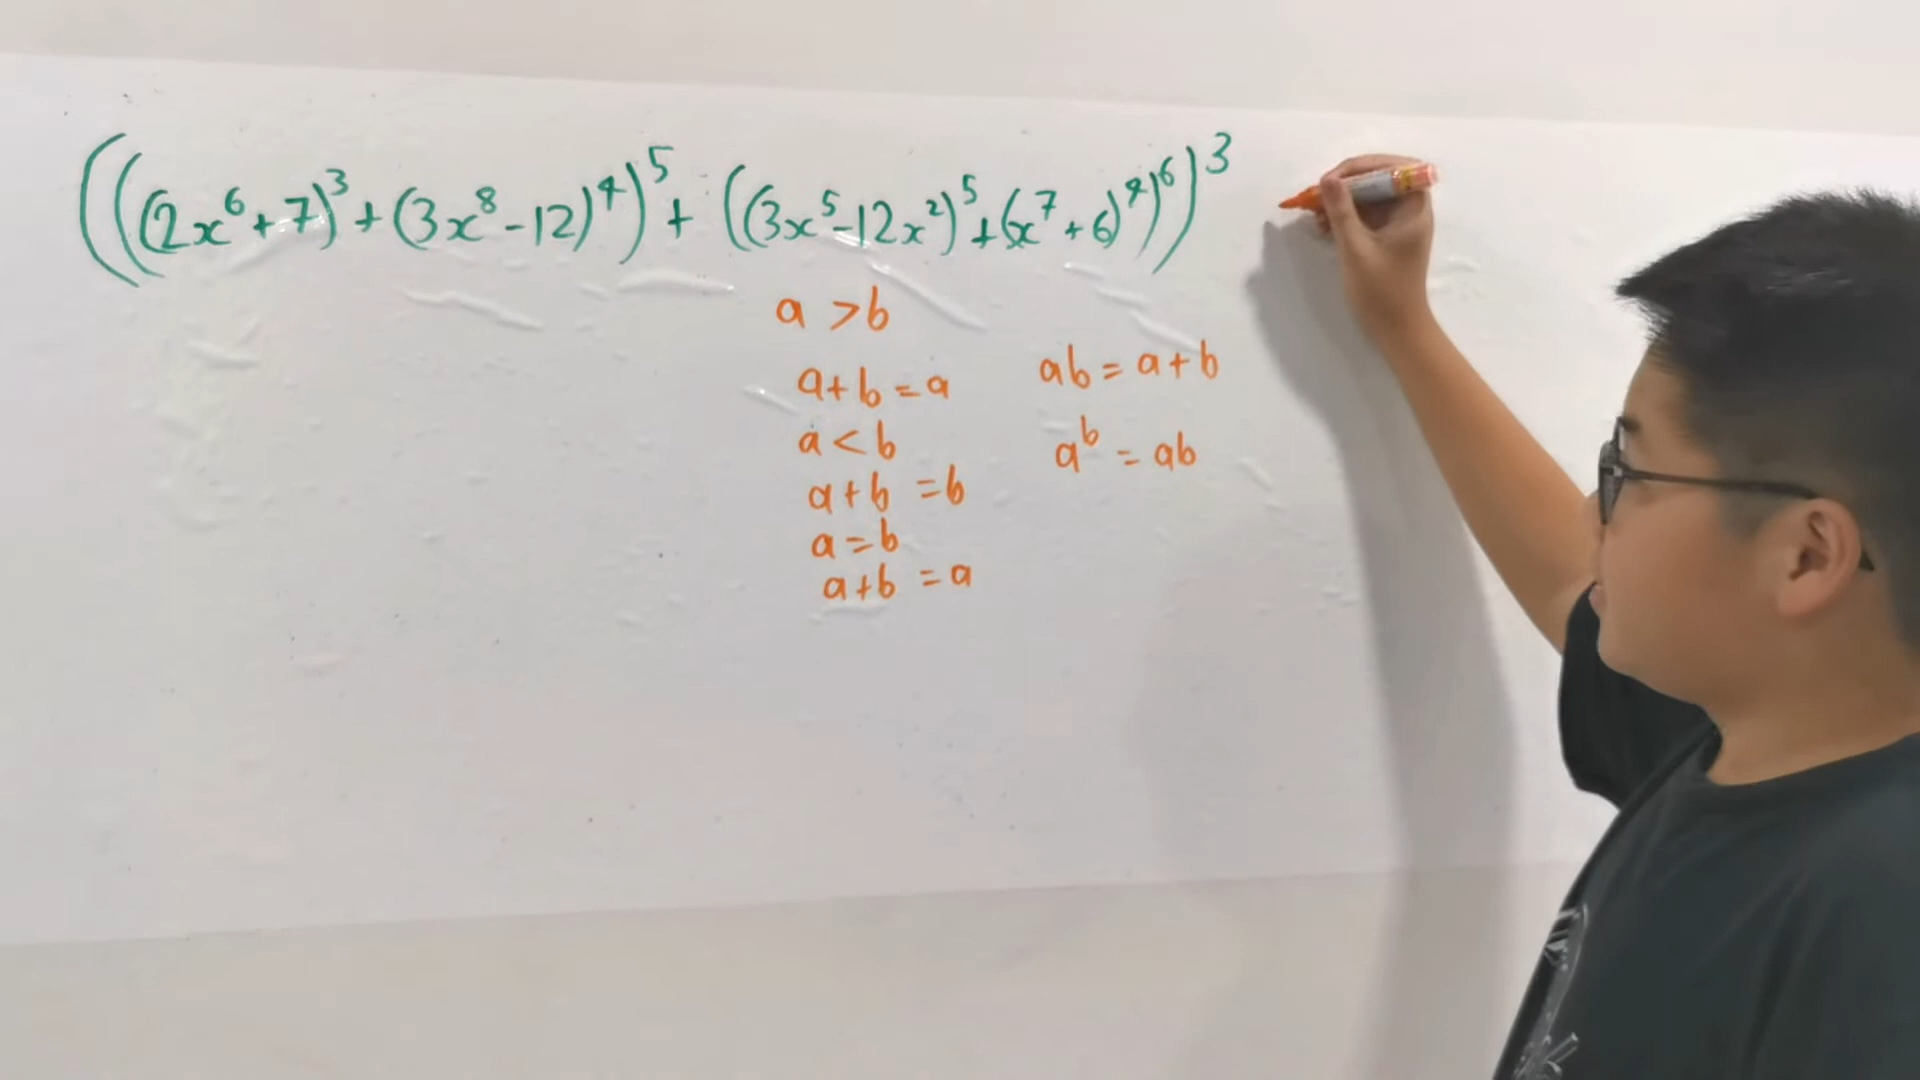 (((2x⁶+7)³+(3x⁸-12)⁴)⁵+((3x⁵-12x²)⁵+(x⁷+6)⁴)⁶)³
a > b
a+b = a
a < b
a+b = b
a = b
a+b = a
ab = a+b
aᵇ = ab